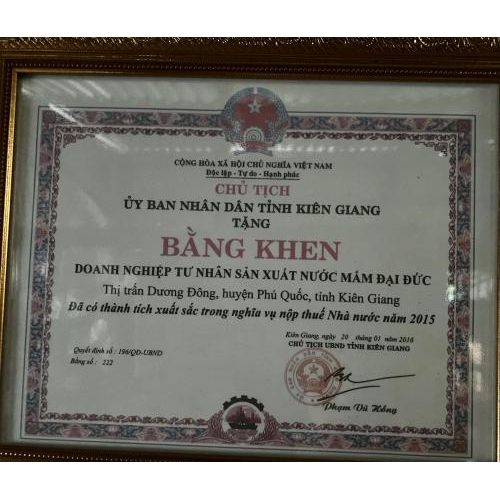 CỘNG HÒA XÃ HỘI CHỦ NGHĨA VIỆT NAM
Độc lập - Tự do - Hạnh phúc
CHỦ TỊCH
ỦY BAN NHÂN DÂN TỈNH KIÊN GIANG
TẶNG
BẰNG KHEN
DOANH NGHIỆP TƯ NHÂN SẢN XUẤT NƯỚC MẮM ĐẠI ĐỨC
Thị trấn Dương Đông, huyện Phú Quốc, tỉnh Kiên Giang
Đã có thành tích xuất sắc trong nghĩa vụ nộp thuế Nhà nước năm 2015
Kiên Giang, ngày 20 tháng 01 năm 2016
CHỦ TỊCH UBND TỈNH KIÊN GIANG
Quyết định số: 196/QĐ-UBND
Bảng số: 222
Phạm Vũ Hồng